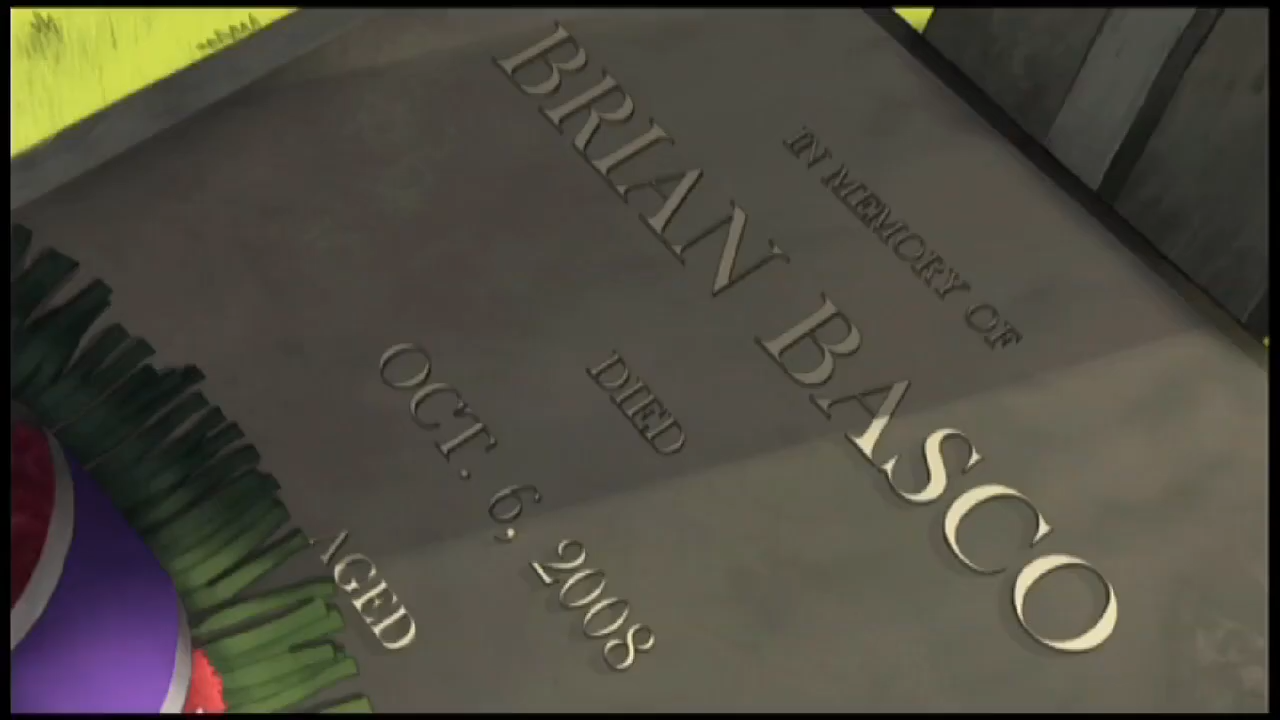 IN MEMORY OF
BRIAN BASCO
DIED
OCT. 6, 2008
AGED